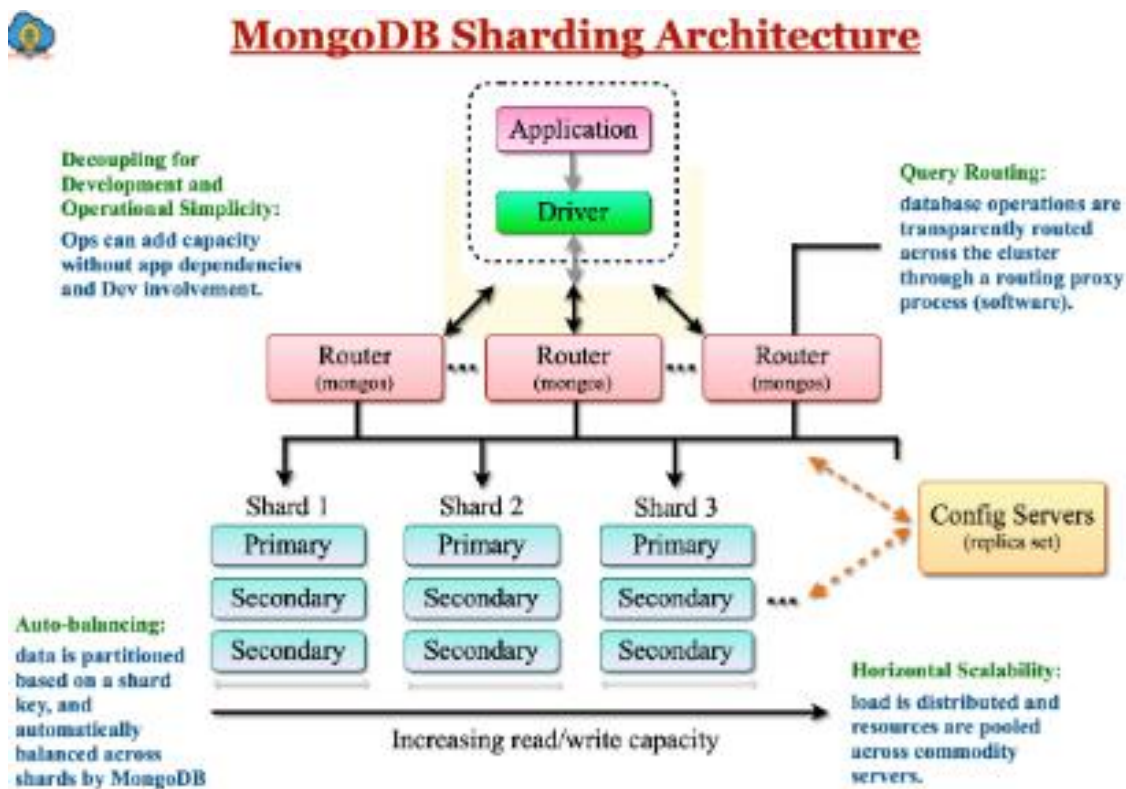 MongoDB Sharding Architecture
Application
Driver
Decoupling for
Development and
Operational Simplicity:
Ops can add capacity
without app dependencies
and Dev involvement.
Query Routing:
database operations are
transparently routed
across the cluster
through a routing proxy
process (software).
Router
(mongos)
...
Router
(mongos)
...
Router
(mongos)
Shard 1
Primary
Secondary
Secondary
Shard 2
Primary
Secondary
Secondary
Shard 3
Primary
Secondary
Secondary
...
Config Servers
(replica set)
Auto-balancing:
data is partitioned
based on a shard
key, and
automatically
balanced across
shards by MongoDB
Increasing read/write capacity
Horizontal Scalability:
load is distributed and
resources are pooled
across commodity
servers.